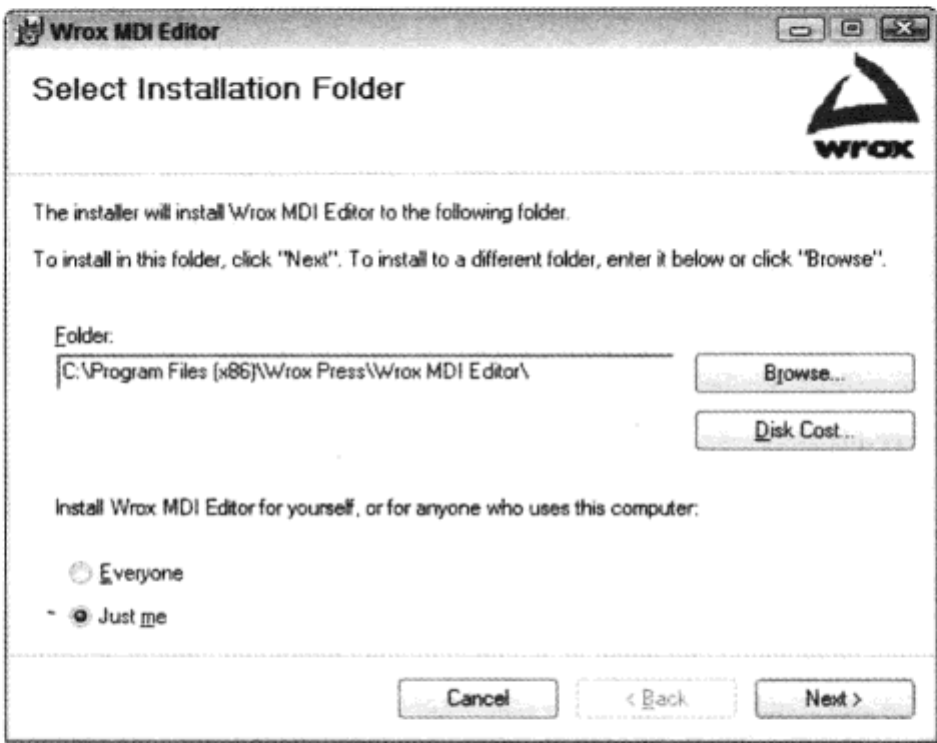 Wrox MDI Editor
Select Installation Folder
wrox
The installer will install Wrox MDI Editor to the following folder.
To install in this folder, click "Next". To install to a different folder, enter it below or click "Browse".
Folder:
C:\Program Files (x86)\Wrox Press\Wrox MDI Editor\
Browse...
Disk Cost...
Install Wrox MDI Editor for yourself, or for anyone who uses this computer:
Everyone
Just me
Cancel
< Back
Next >